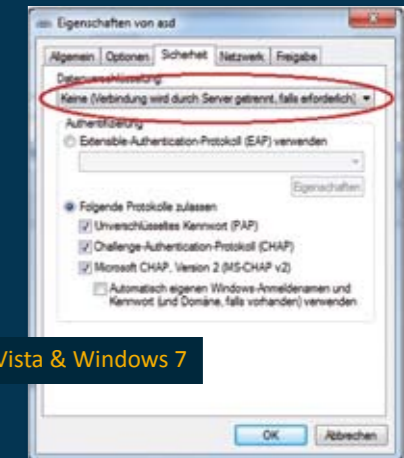 Eigenschaften von asd
Allgemein Optionen Sicherheit Netzwerk Freigabe
Datenverschlüsselung:
Keine (Verbindung wird durch Server getrennt, falls erforderlich)
Authentifizierung
Extensible-Authentication-Protokoll (EAP) verwenden
Eigenschaften
Folgende Protokolle zulassen
Unverschlüsseltes Kennwort (PAP)
Challenge-Authentication-Protokoll (CHAP)
Microsoft CHAP, Version 2 (MS-CHAP v2)
Automatisch eigenen Windows-Anmeldenamen und
Kennwort (und Domäne, falls vorhanden) verwenden
Vista & Windows 7
OK Abbrechen